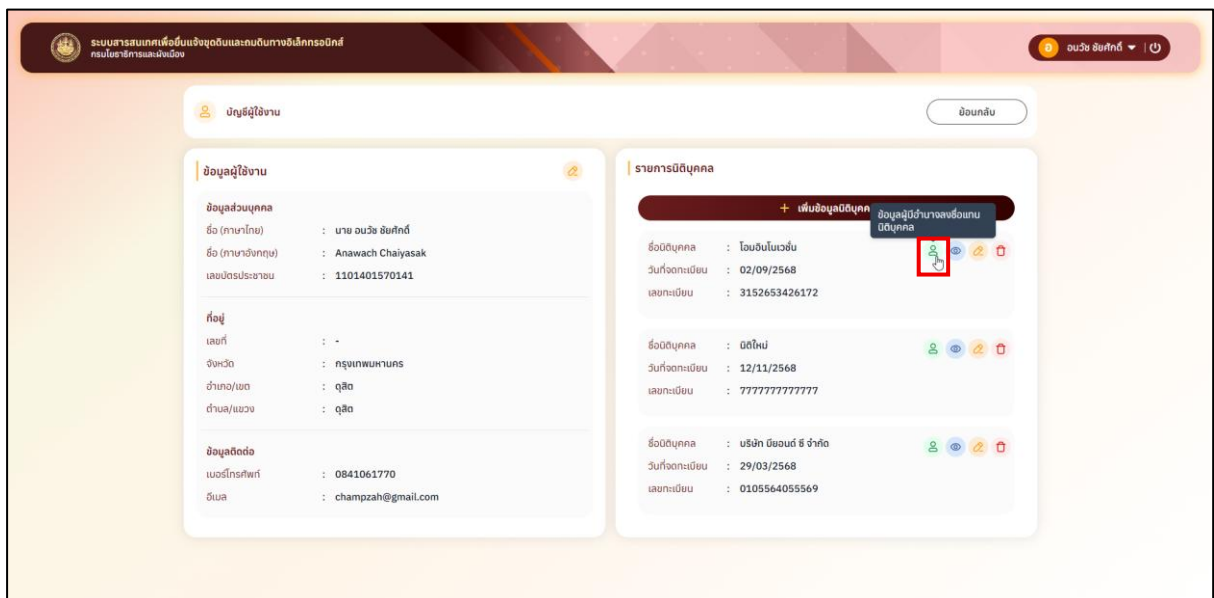 ระบบสารสนเทศเพื่อยื่นแจ้งขุดดินและถมดินทางอิเล็กทรอนิกส์
กรมโยธาธิการและผังเมือง
อ อนวัช ชัยศักดิ์
บัญชีผู้ใช้งาน
ย้อนกลับ
ข้อมูลผู้ใช้งาน
ข้อมูลส่วนบุคคล
ชื่อ (ภาษาไทย) : นาย อนวัช ชัยศักดิ์
ชื่อ (ภาษาอังกฤษ) : Anawach Chaiyasak
เลขบัตรประชาชน : 1101401570141
ที่อยู่
เลขที่ : -
จังหวัด : กรุงเทพมหานคร
อำเภอ/เขต : ดุสิต
ตำบล/แขวง : ดุสิต
ข้อมูลติดต่อ
เบอร์โทรศัพท์ : 0841061770
อีเมล : champzah@gmail.com
รายการนิติบุคคล
+ เพิ่มข้อมูลนิติบุคค
ข้อมูลผู้มีอำนาจลงชื่อแทน
นิติบุคคล
ชื่อนิติบุคคล : โอมอินโนเวชั่น
วันที่จดทะเบียน : 02/09/2568
เลขทะเบียน : 3152653426172
ชื่อนิติบุคคล : นิติใหม่
วันที่จดทะเบียน : 12/11/2568
เลขทะเบียน : 7777777777777
ชื่อนิติบุคคล : บริษัท บียอนด์ ซี จำกัด
วันที่จดทะเบียน : 29/03/2568
เลขทะเบียน : 0105564055569